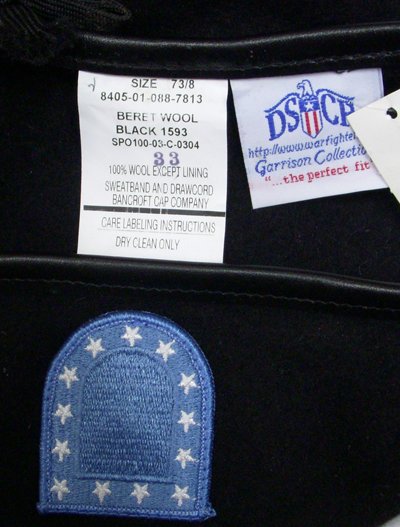 SIZE 73/8
8405-01-088-7813
BERET WOOL
BLACK 1593
SPO100-03-C-0304
33
100% WOOL EXCEPT LINING
SWEATBAND AND DRAWCORD
BANCROFT CAP COMPANY
CARE LABELING INSTRUCTIONS
DRY CLEAN ONLY
DSCP
http://www.warfighter
Garrison Collection
"...the perfect fit